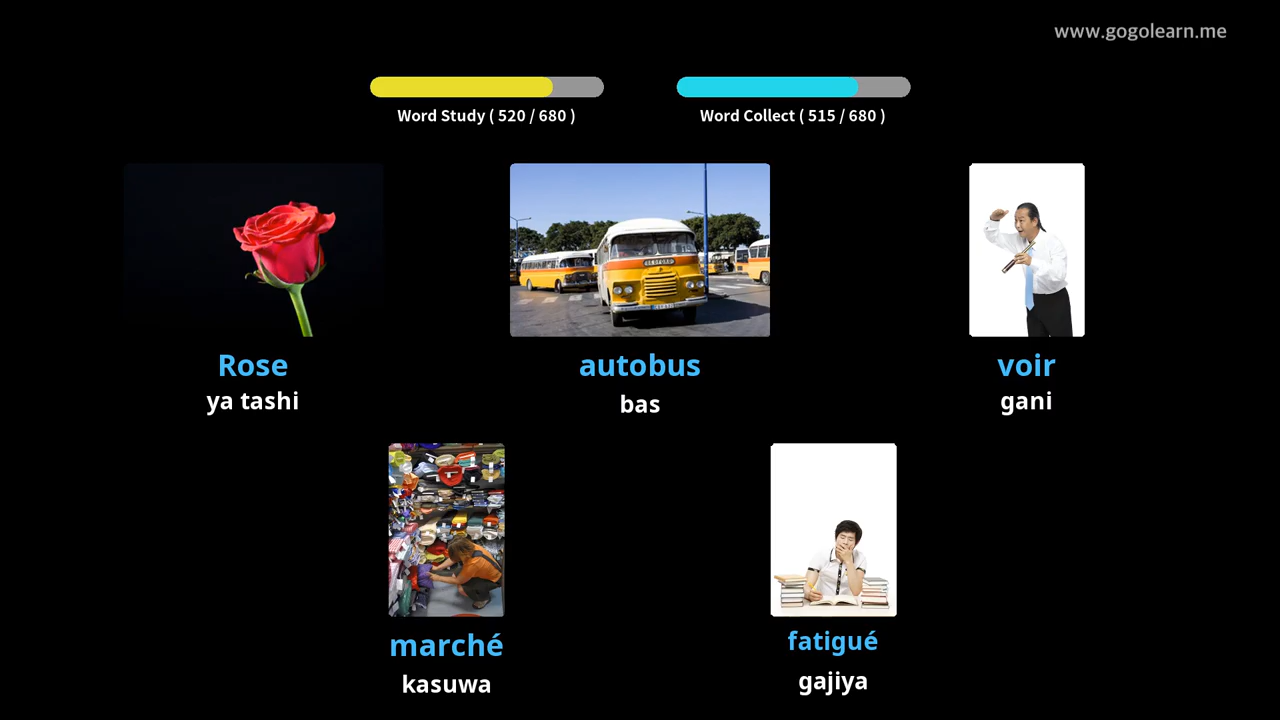 www.gogolearn.me
Word Study ( 520 / 680 )
Word Collect ( 515 / 680 )
Rose
ya tashi
autobus
bas
voir
gani
marché
kasuwa
fatigué
gajiya